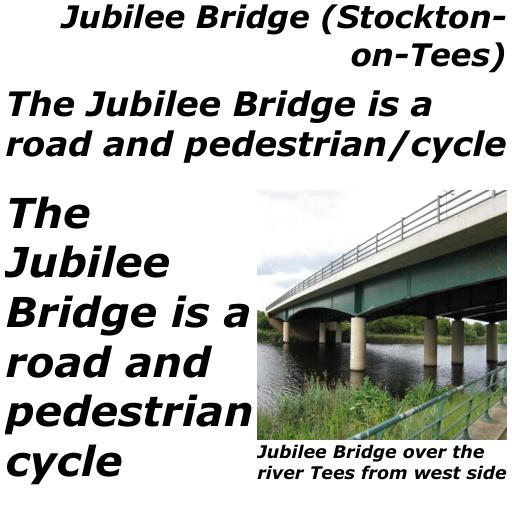 Jubilee Bridge (Stockton-
on-Tees)
The Jubilee Bridge is a
road and pedestrian/cycle
The
Jubilee
Bridge is a
road and
pedestrian
cycle
Jubilee Bridge over the
river Tees from west side